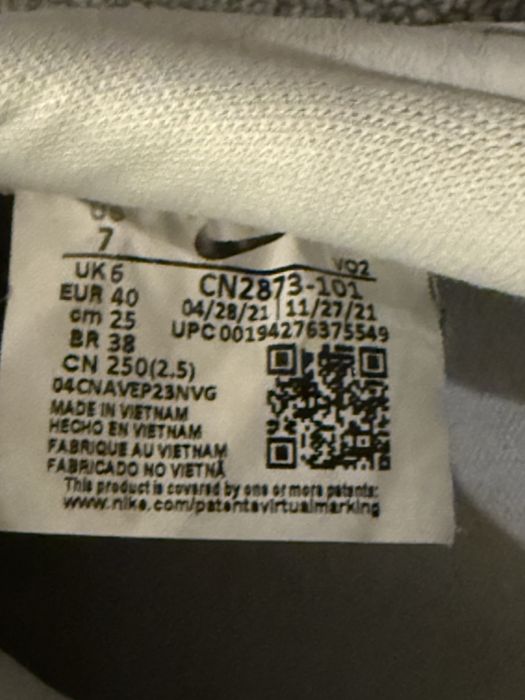 US
7
UK 6
EUR 40
cm 25
BR 38
CN 250(2.5)
04CNAVEP23NVG
MADE IN VIETNAM
HECHO EN VIETNAM
FABRIQUE AU VIETNAM
FABRICADO NO VIETNÃ
VO2
CN2873-101
04/28/21 | 11/27/21
UPC 00194276375549
This product is covered by one or more patents:
www.nike.com/patentsvirtualmarking